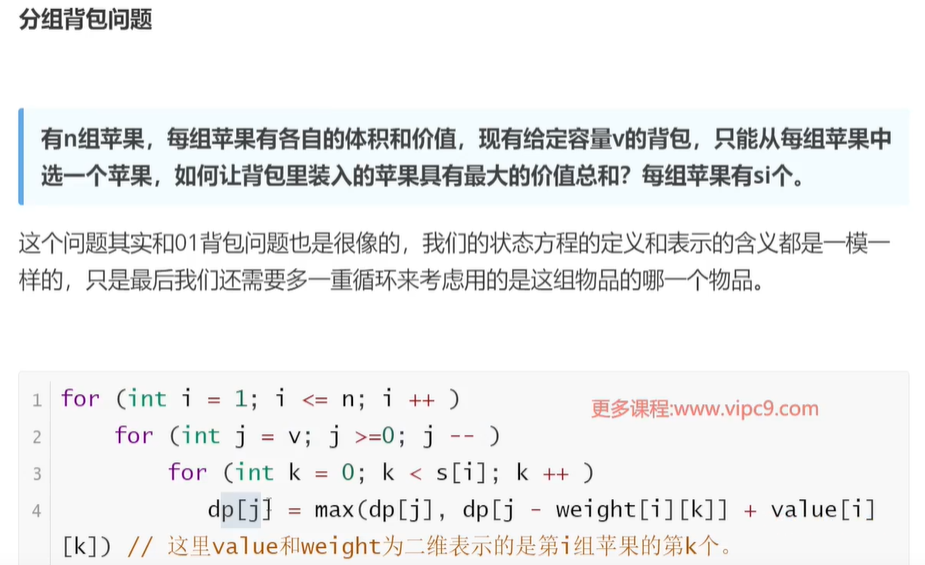 分组背包问题
有n组苹果，每组苹果有各自的体积和价值，现有给定容量v的背包，只能从每组苹果中
选一个苹果，如何让背包里装入的苹果具有最大的价值总和？每组苹果有si个。
这个问题其实和01背包问题也是很像的，我们的状态方程的定义和表示的含义都是一模一
样的，只是最后我们还需要多一重循环来考虑用的是这组物品的哪一个物品。
1 for (int i = 1; i <= n; i ++ )
更多课程:www.vipc9.com
2 for (int j = v; j >=0; j -- )
3 for (int k = 0; k < s[i]; k ++ )
4 dp[j] = max(dp[j], dp[j - weight[i][k]] + value[i]
[k]) // 这里value和weight为二维表示的是第i组苹果的第k个。